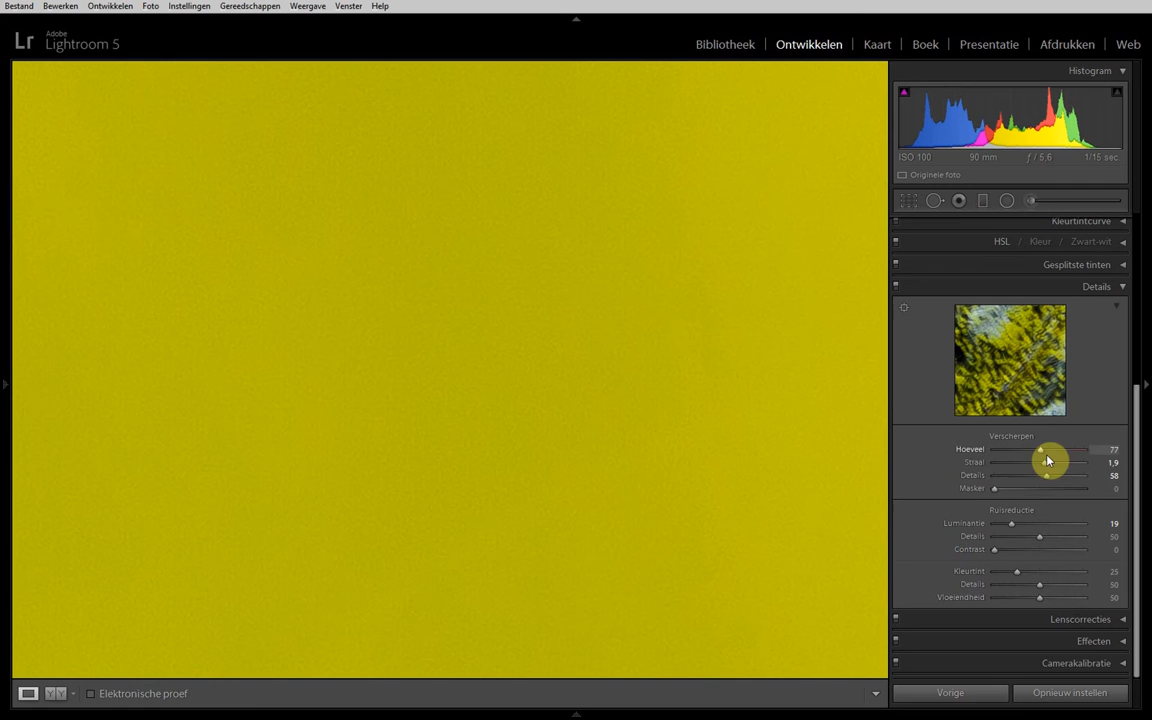 Bestand Bewerken Ontwikkelen Foto Instellingen Gereedschappen Weergave Venster Help
Lr Adobe Lightroom 5
Bibliotheek | Ontwikkelen | Kaart | Boek | Presentatie | Afdrukken | Web
Histogram
ISO 100 90 mm ƒ / 5,6 1/15 sec.
Originele foto
Kleurtintcurve
HSL / Kleur / Zwart-wit
Gesplitste tinten
Details
Verscherpen
Hoeveel 77
Straal 1,9
Details 58
Masker 0
Ruisreductie
Luminantie 19
Details 50
Contrast 0
Kleurtint 25
Details 50
Vloeiendheid 50
Lenscorrecties
Effecten
Camerakalibratie
YY Elektronische proef
Vorige Opnieuw instellen